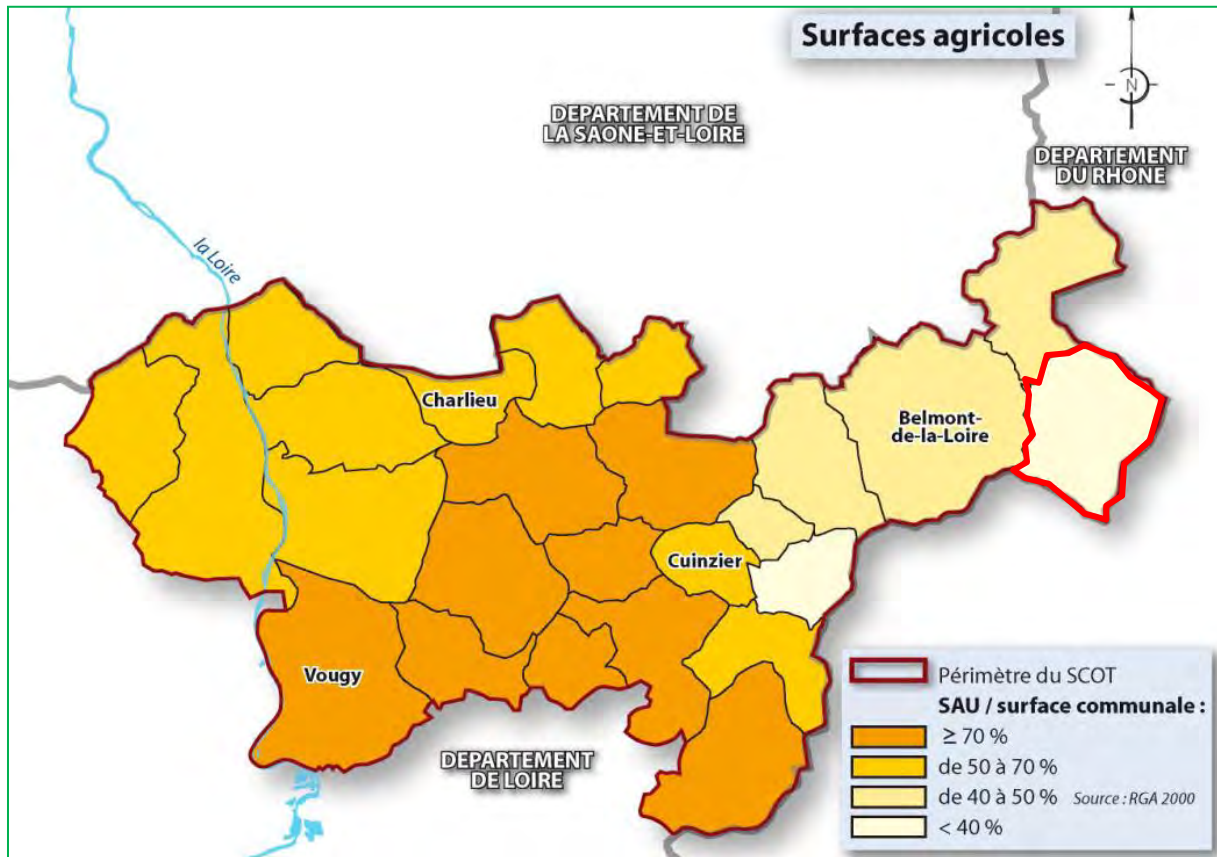 Surfaces agricoles
N
DEPARTEMENT DE
LA SAONE-ET-LOIRE
DEPARTEMENT
DU RHONE
la Loire
Charlieu
Belmont-
de-la-Loire
Cuinzier
Vougy
DEPARTEMENT
DE LOIRE
Périmètre du SCOT
SAU / surface communale :
≥ 70 %
de 50 à 70 %
de 40 à 50 % Source : RGA 2000
< 40 %